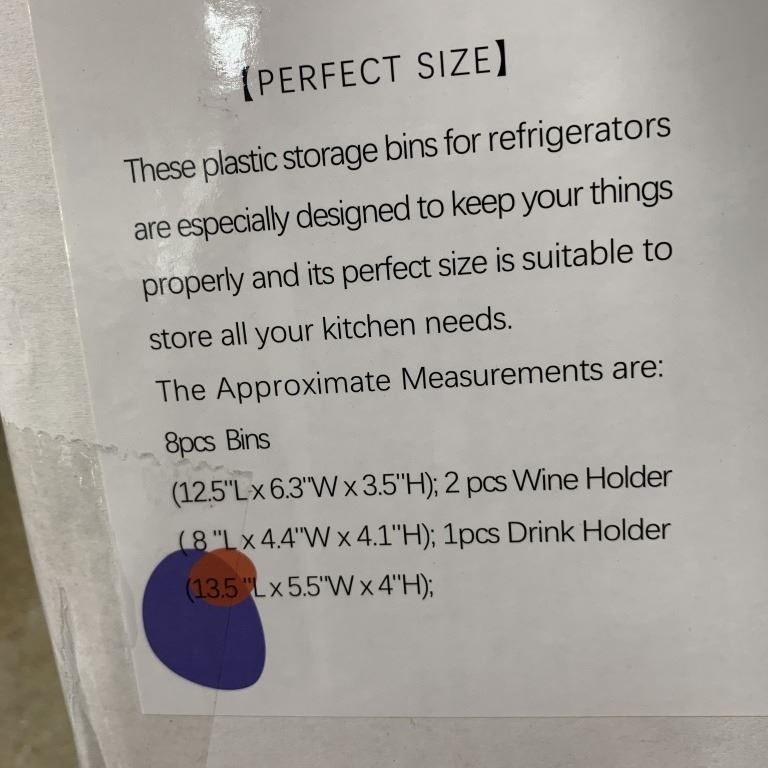 【PERFECT SIZE】
These plastic storage bins for refrigerators
are especially designed to keep your things
properly and its perfect size is suitable to
store all your kitchen needs.
The Approximate Measurements are:
8pcs Bins
(12.5"L x 6.3"W x 3.5"H); 2 pcs Wine Holder
( 8 "L x 4.4"W x 4.1"H); 1pcs Drink Holder
(13.5 "L x 5.5"W x 4"H);